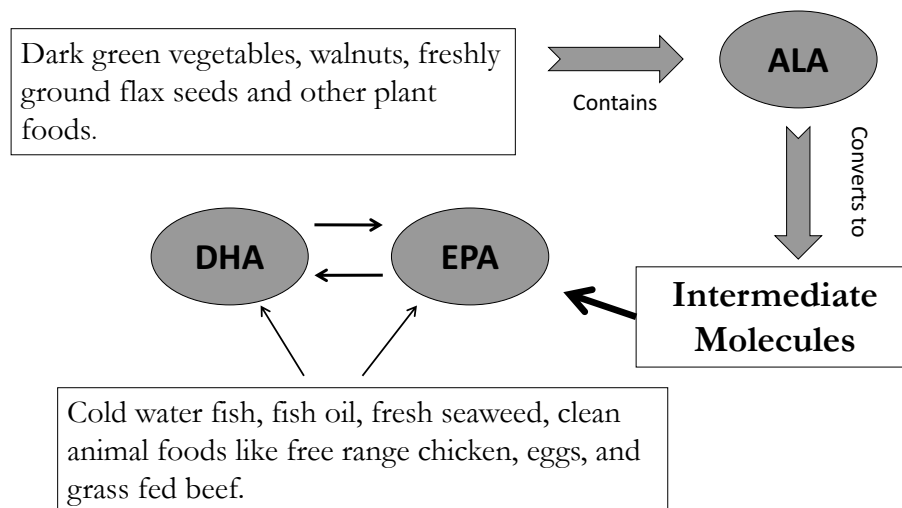 Dark green vegetables, walnuts, freshly
ground flax seeds and other plant
foods.
Contains
ALA
Converts to
DHA
EPA
Intermediate
Molecules
Cold water fish, fish oil, fresh seaweed, clean
animal foods like free range chicken, eggs, and
grass fed beef.